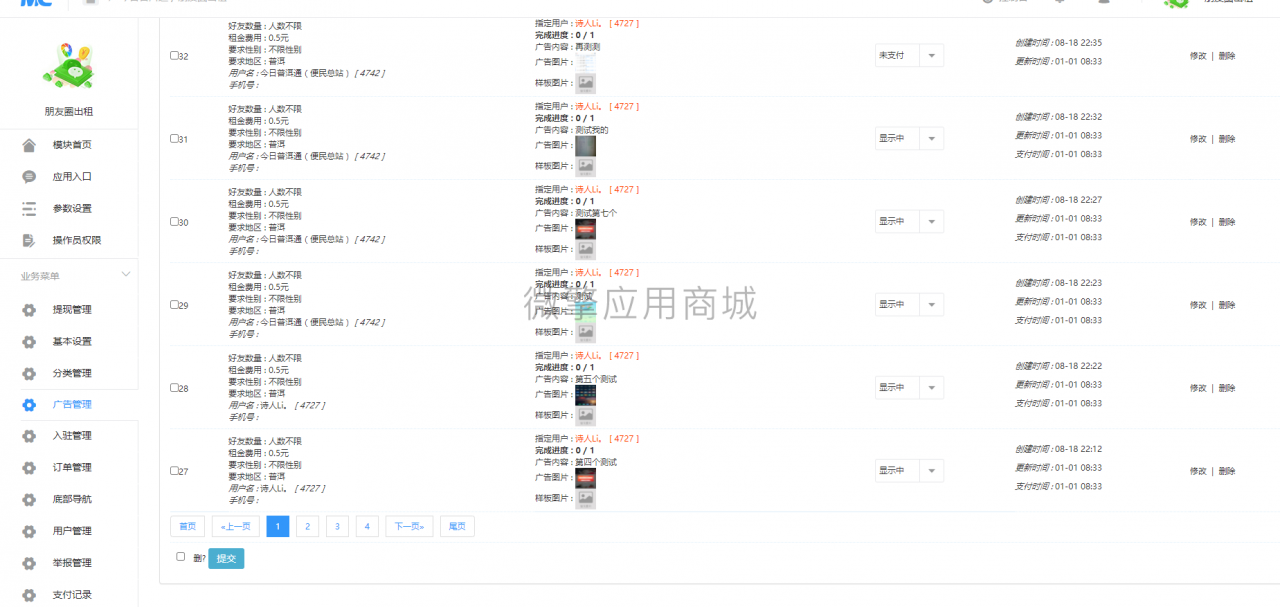 朋友圈出租
模块首页
应用入口
参数设置
操作员权限
业务菜单
提现管理
基本设置
分类管理
广告管理
入驻管理
订单管理
底部导航
用户管理
举报管理
支付记录
32
好友数量：人数不限
租金费用：0.5元
要求性别：不限性别
要求地区：普洱
用户名：今日普洱通（便民总站）[ 4742 ]
手机号：
指定用户：诗人Li。[ 4727 ]
完成进度：0 / 1
广告内容：再测测
广告图片：
样板图片：
未支付
创建时间：08-18 22:35
更新时间：01-01 08:33
修改 | 删除
31
好友数量：人数不限
租金费用：0.5元
要求性别：不限性别
要求地区：普洱
用户名：今日普洱通（便民总站）[ 4742 ]
手机号：
指定用户：诗人Li。[ 4727 ]
完成进度：0 / 1
广告内容：测试我的
广告图片：
样板图片：
显示中
创建时间：08-18 22:32
更新时间：01-01 08:33
支付时间：01-01 08:33
修改 | 删除
30
好友数量：人数不限
租金费用：0.5元
要求性别：不限性别
要求地区：普洱
用户名：今日普洱通（便民总站）[ 4742 ]
手机号：
指定用户：诗人Li。[ 4727 ]
完成进度：0 / 1
广告内容：测试第七个
广告图片：
样板图片：
显示中
创建时间：08-18 22:27
更新时间：01-01 08:33
支付时间：01-01 08:33
修改 | 删除
29
好友数量：人数不限
租金费用：0.5元
要求性别：不限性别
要求地区：普洱
用户名：今日普洱通（便民总站）[ 4742 ]
手机号：
指定用户：诗人Li。[ 4727 ]
完成进度：0 / 1
广告内容：测试
广告图片：
样板图片：
显示中
创建时间：08-18 22:23
更新时间：01-01 08:33
支付时间：01-01 08:33
修改 | 删除
微擎应用商城
28
好友数量：人数不限
租金费用：0.5元
要求性别：不限性别
要求地区：普洱
用户名：诗人Li。[ 4727 ]
手机号：
指定用户：诗人Li。[ 4727 ]
完成进度：0 / 1
广告内容：第五个测试
广告图片：
样板图片：
显示中
创建时间：08-18 22:22
更新时间：01-01 08:33
支付时间：01-01 08:33
修改 | 删除
27
好友数量：人数不限
租金费用：0.5元
要求性别：不限性别
要求地区：普洱
用户名：诗人Li。[ 4727 ]
手机号：
指定用户：诗人Li。[ 4727 ]
完成进度：0 / 1
广告内容：第四个测试
广告图片：
样板图片：
显示中
创建时间：08-18 22:12
更新时间：01-01 08:33
支付时间：01-01 08:33
修改 | 删除
首页 «上一页 1 2 3 4 下一页» 尾页
删? 提交